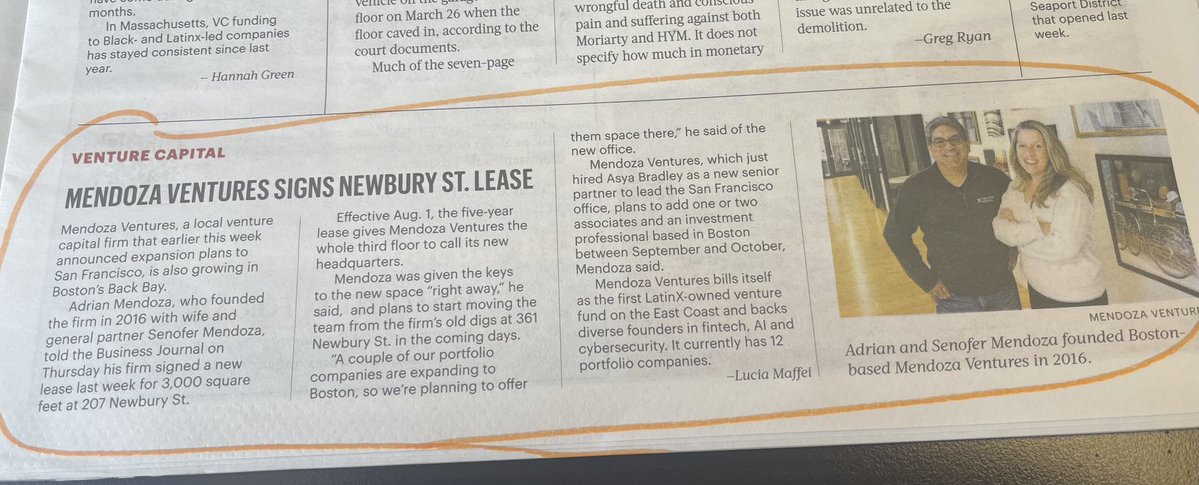 months.
In Massachusetts, VC funding
to Black- and Latinx-led companies
has stayed consistent since last
year.
– Hannah Green
floor on March 26 when the
floor caved in, according to the
court documents.
Much of the seven-page
wrongful death and conscious
pain and suffering against both
Moriarty and HYM. It does not
specify how much in monetary
issue was unrelated to the
demolition.
–Greg Ryan
Seaport District
that opened last
week.
VENTURE CAPITAL
MENDOZA VENTURES SIGNS NEWBURY ST. LEASE
Mendoza Ventures, a local venture
capital firm that earlier this week
announced expansion plans to
San Francisco, is also growing in
Boston's Back Bay.
Adrian Mendoza, who founded
the firm in 2016 with wife and
general partner Senofer Mendoza,
told the Business Journal on
Thursday his firm signed a new
lease last week for 3,000 square
feet at 207 Newbury St.
Effective Aug. 1, the five-year
lease gives Mendoza Ventures the
whole third floor to call its new
headquarters.
Mendoza was given the keys
to the new space “right away,” he
said, and plans to start moving the
team from the firm's old digs at 361
Newbury St. in the coming days.
“A couple of our portfolio
companies are expanding to
Boston, so we're planning to offer
them space there,” he said of the
new office.
Mendoza Ventures, which just
hired Asya Bradley as a new senior
partner to lead the San Francisco
office, plans to add one or two
associates and an investment
professional based in Boston
between September and October,
Mendoza said.
Mendoza Ventures bills itself
as the first LatinX-owned venture
fund on the East Coast and backs
diverse founders in fintech, AI and
cybersecurity. It currently has 12
portfolio companies.
–Lucia Maffei
MENDOZA VENTUR
Adrian and Senofer Mendoza founded Boston-
based Mendoza Ventures in 2016.